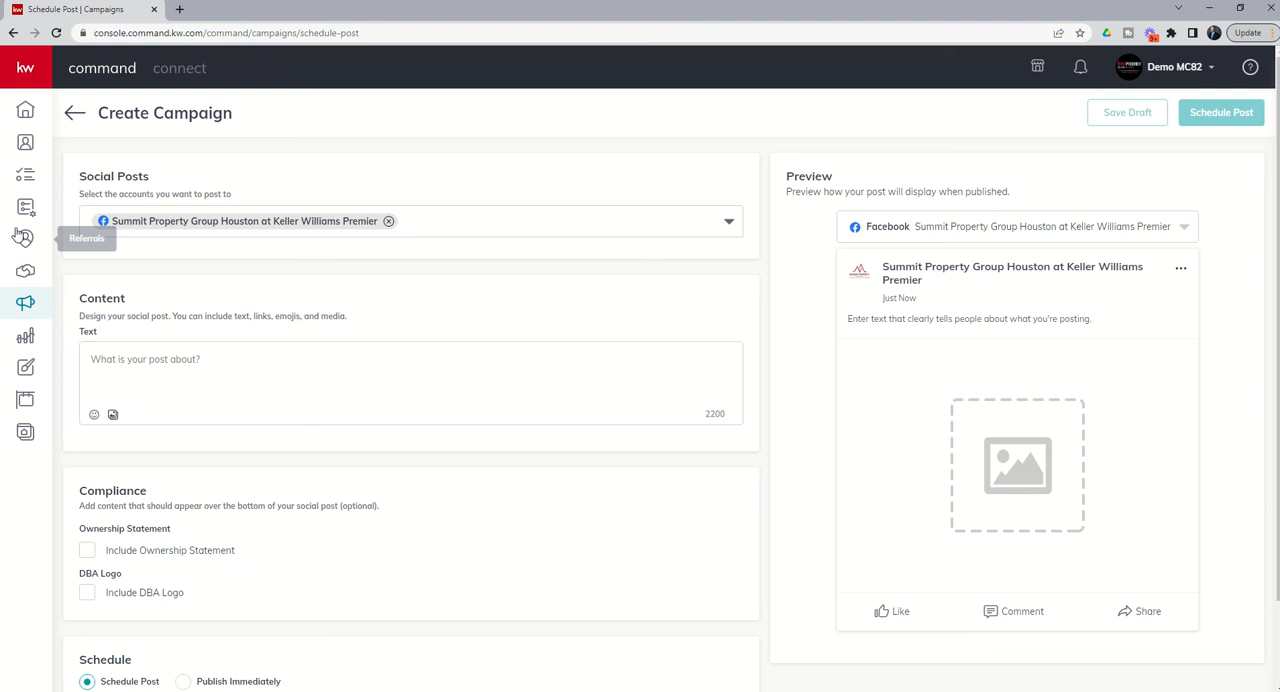 kw Schedule Post | Campaigns
console.command.kw.com/command/campaigns/schedule-post
9+
Update
kw
command
connect
Demo MC82
Create Campaign
Save Draft
Schedule Post
Social Posts
Select the accounts you want to post to
Summit Property Group Houston at Keller Williams Premier
Referrals
Content
Design your social post. You can include text, links, emojis, and media.
Text
What is your post about?
2200
Compliance
Add content that should appear over the bottom of your social post (optional).
Ownership Statement
Include Ownership Statement
DBA Logo
Include DBA Logo
Schedule
Schedule Post
Publish Immediately
Preview
Preview how your post will display when published.
Facebook Summit Property Group Houston at Keller Williams Premier
Summit Property Group Houston at Keller Williams
Premier
Just Now
Enter text that clearly tells people about what you're posting.
Like
Comment
Share